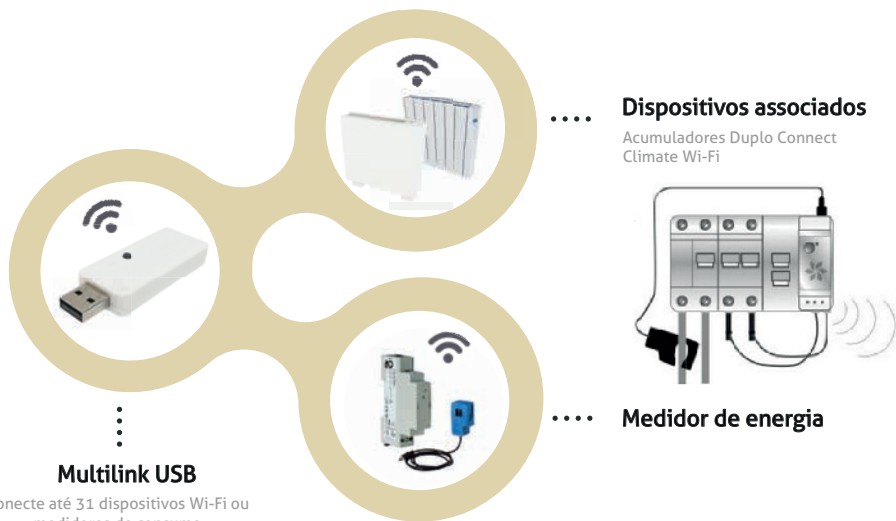 Dispositivos associados
Acumuladores Duplo Connect
Climate Wi-Fi
Medidor de energia
Multilink USB
até 31 dispositivos Wi-Fi ou